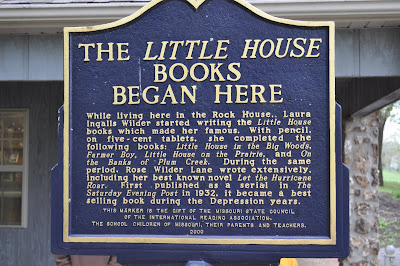 THE LITTLE HOUSE
BOOKS
BEGAN HERE
While living here in the Rock House,, Laura
Ingalls Wilder started writing the Little House
books which made her famous. With pencil,
on five-cent tablets, she completed the
following books: Little House in the Big Woods,
Farmer Boy, Little House on the Prairie, and On
the Banks of Plum Creek. During the same
period, Rose Wilder Lane wrote extensively,
including her best known novel Let the Hurricane
Roar. First published as a serial in The
Saturday Evening Post in 1932, it became a best
selling book during the Depression years.
THIS MARKER IS THE GIFT OF THE MISSOURI STATE COUNCIL
OF THE INTERNATIONAL READING ASSOCIATION,
THE SCHOOL CHILDREN OF MISSOURI, THEIR PARENTS AND TEACHERS.
2000